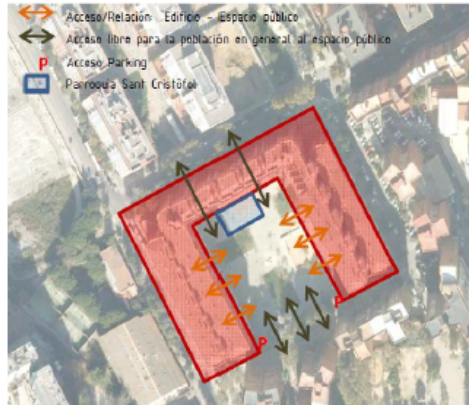 Acceso/Relación: Edificio - Espacio público
Acceso libre para la población en general al espacio público
P Acceso Parking
Parroquia Sant Cristòfol
P
P